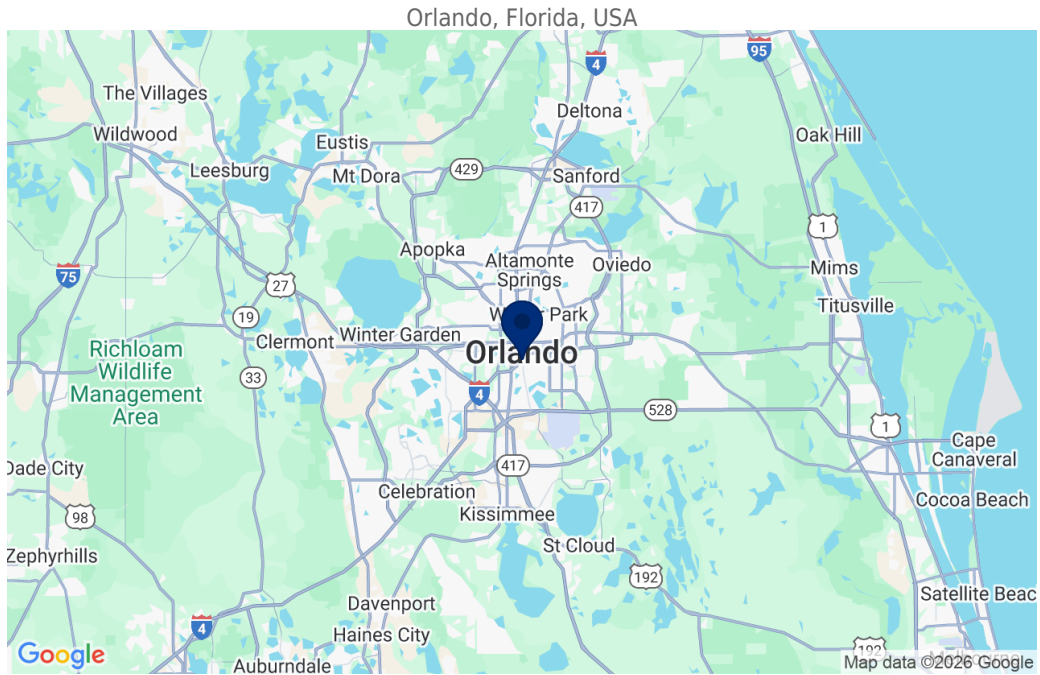 Orlando, Florida, USA
95
4
The Villages
Deltona
Wildwood
Oak Hill
Eustis
Leesburg
429
Mt Dora
Sanford
417
1
Apopka
Altamonte
Springs
Oviedo
Mims
75
27
Titusville
19
Winter Garden
Park
Clermont
Orlando
Richloam
Wildlife
Management
Area
33
4
528
1
Cape
Canaveral
Dade City
417
Celebration
Cocoa Beach
98
Kissimmee
St Cloud
Zephyrhills
192
Satellite Beac
Davenport
4
Haines City
192
Google
Auburndale
Map data ©2026 Google